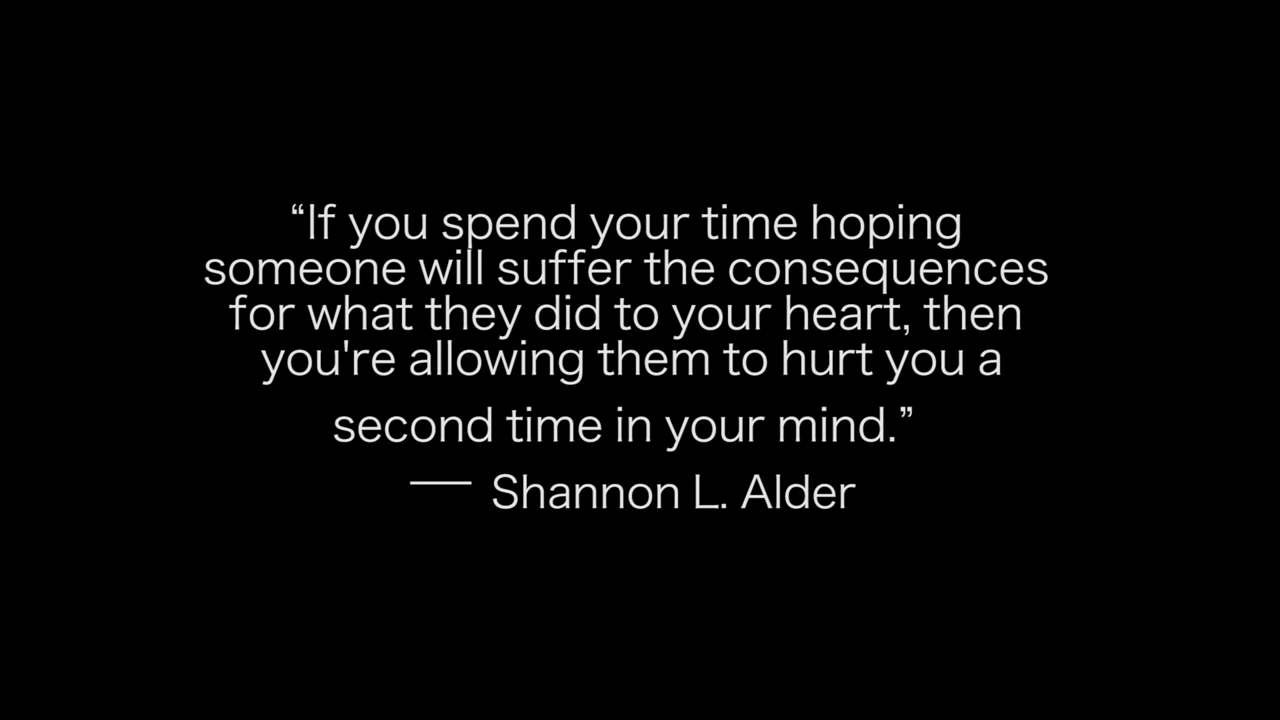 “If you spend your time hoping
someone will suffer the consequences
for what they did to your heart, then
you're allowing them to hurt you a
second time in your mind.”
— Shannon L. Alder